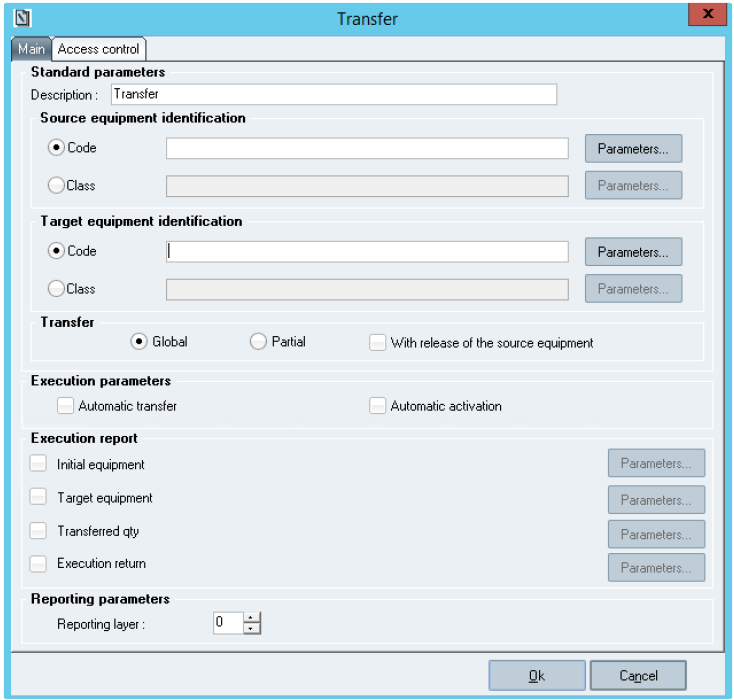 Transfer
x
Main Access control
Standard parameters
Description : Transfer
Source equipment identification
Code Parameters...
Class Parameters...
Target equipment identification
Code Parameters...
Class Parameters...
Transfer
Global Partial With release of the source equipment
Execution parameters
Automatic transfer Automatic activation
Execution report
Initial equipment Parameters...
Target equipment Parameters...
Transferred qty Parameters...
Execution return Parameters...
Reporting parameters
Reporting layer : 0
Ok Cancel